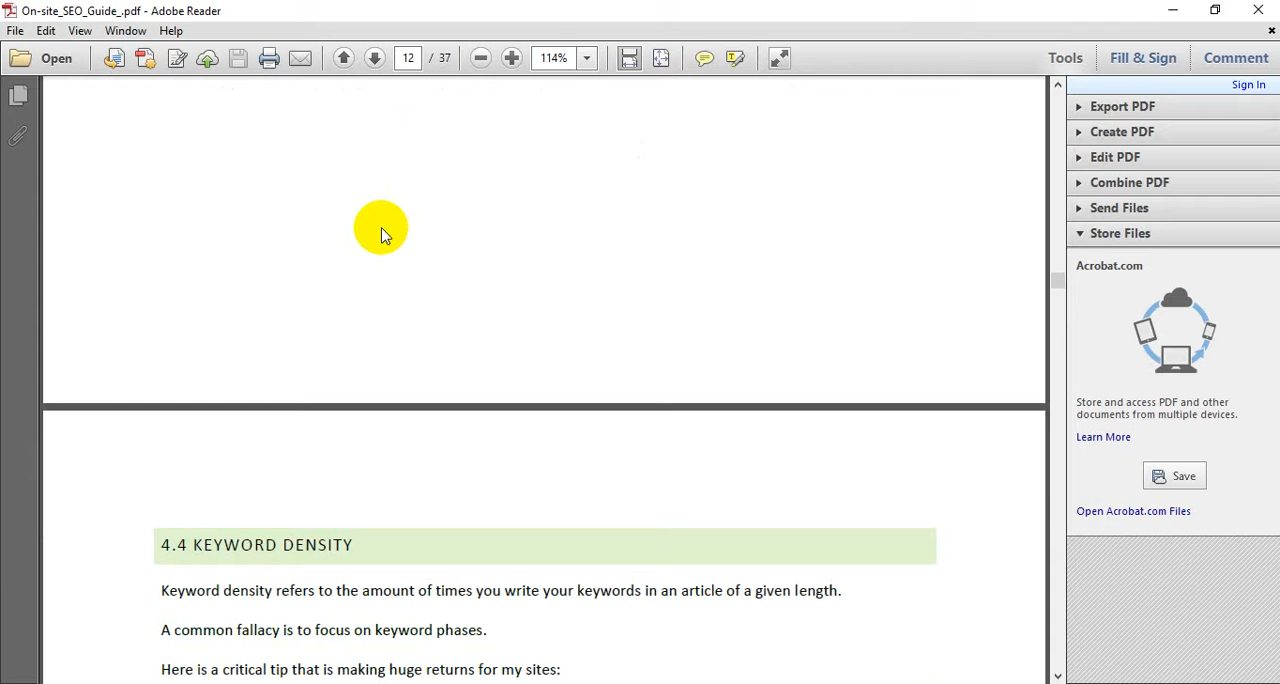 On-site_SEO_Guide_.pdf - Adobe Reader
File Edit View Window Help
Open 12 / 37 114% Tools Fill & Sign Comment
Sign In
Export PDF
Create PDF
Edit PDF
Combine PDF
Send Files
Store Files
Acrobat.com
Store and access PDF and other
documents from multiple devices.
Learn More
Save
Open Acrobat.com Files
4.4 KEYWORD DENSITY
Keyword density refers to the amount of times you write your keywords in an article of a given length.
A common fallacy is to focus on keyword phases.
Here is a critical tip that is making huge returns for my sites: